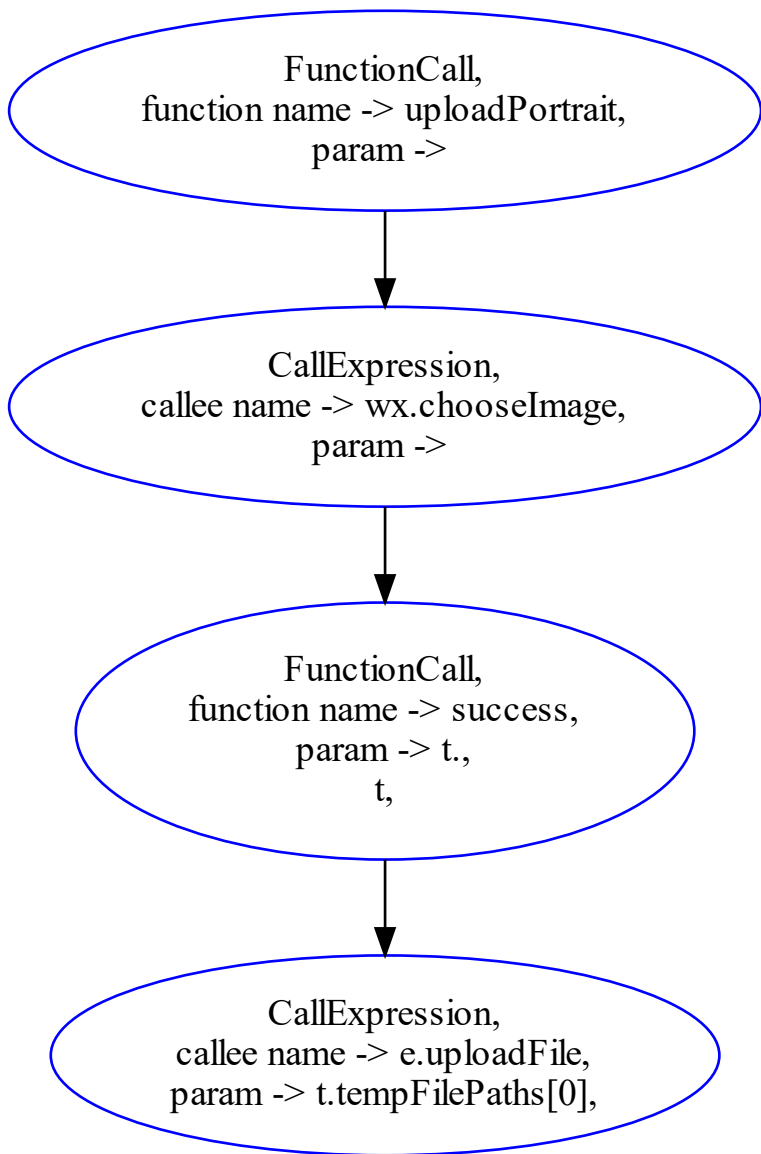 FunctionCall,
function name -> uploadPortrait,
param ->
CallExpression,
callee name -> wx.chooseImage,
param ->
FunctionCall,
function name -> success,
param -> t.,
t,
CallExpression,
callee name -> e.uploadFile,
param -> t.tempFilePaths[0],